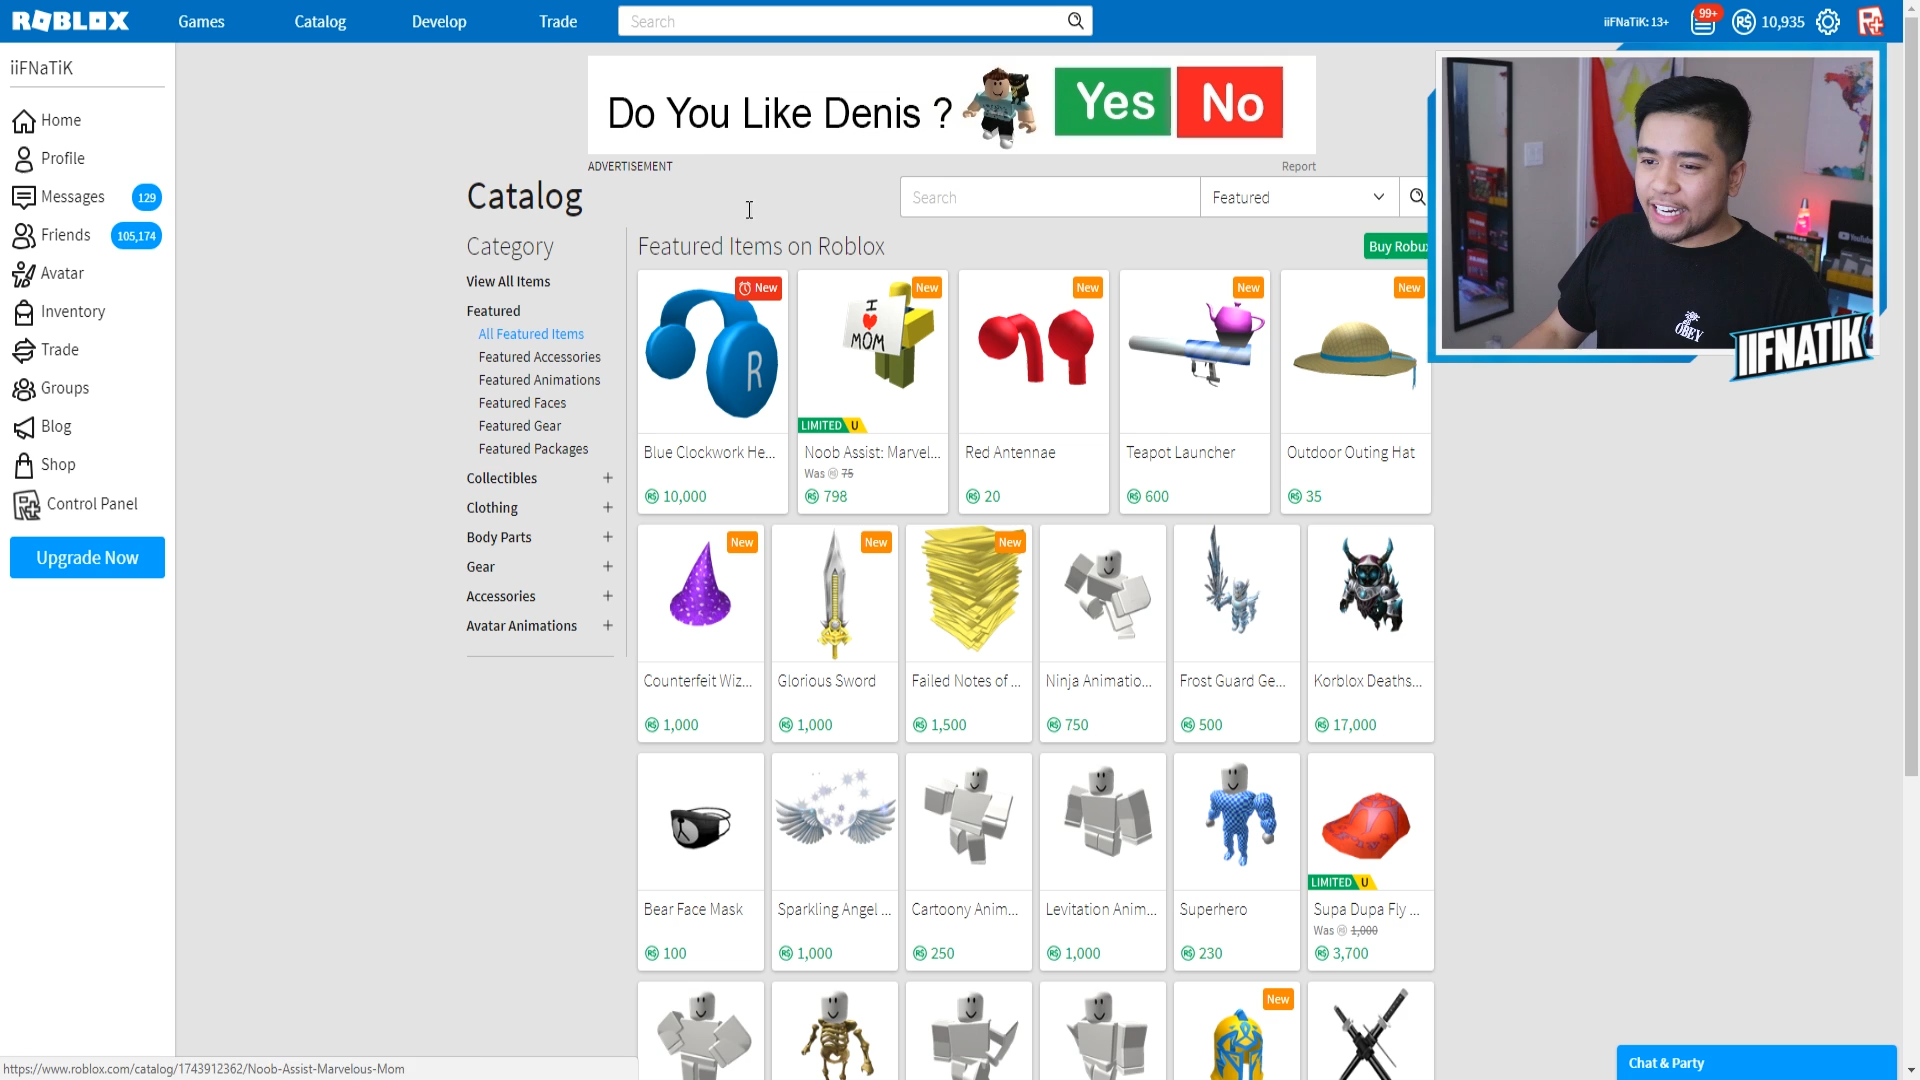 ROBLOX
Games
Catalog
Develop
Trade
Search
iiFNaTiK: 13+
99+
10,935
iiFNaTiK
Home
Profile
Messages
129
Friends
105,174
Avatar
Inventory
Trade
Groups
Blog
Shop
Control Panel
Upgrade Now
Do You Like Denis ?
Yes
No
ADVERTISEMENT
Report
Catalog
Search
Featured
Category
View All Items
Featured
All Featured Items
Featured Accessories
Featured Animations
Featured Faces
Featured Gear
Featured Packages
Collectibles +
Clothing +
Body Parts +
Gear +
Accessories +
Avatar Animations +
Featured Items on Roblox
Buy Robux
New
R
Blue Clockwork He...
10,000
New
I
MOM
LIMITED U
Noob Assist: Marvel...
Was 75
798
New
Red Antennae
20
New
Teapot Launcher
600
New
Outdoor Outing Hat
35
New
Counterfeit Wiz...
1,000
New
Glorious Sword
1,000
New
Failed Notes of ...
1,500
Ninja Animatio...
750
Frost Guard Ge...
500
Korblox Deaths...
17,000
Bear Face Mask
100
Sparkling Angel ...
1,000
Cartoony Anim...
250
Levitation Anim...
1,000
Superhero
230
LIMITED U
Supa Dupa Fly ...
Was 1,000
3,700
New
OBEY
YouTube
IIFNATIK
Chat & Party
https://www.roblox.com/catalog/1743912362/Noob-Assist-Marvelous-Mom